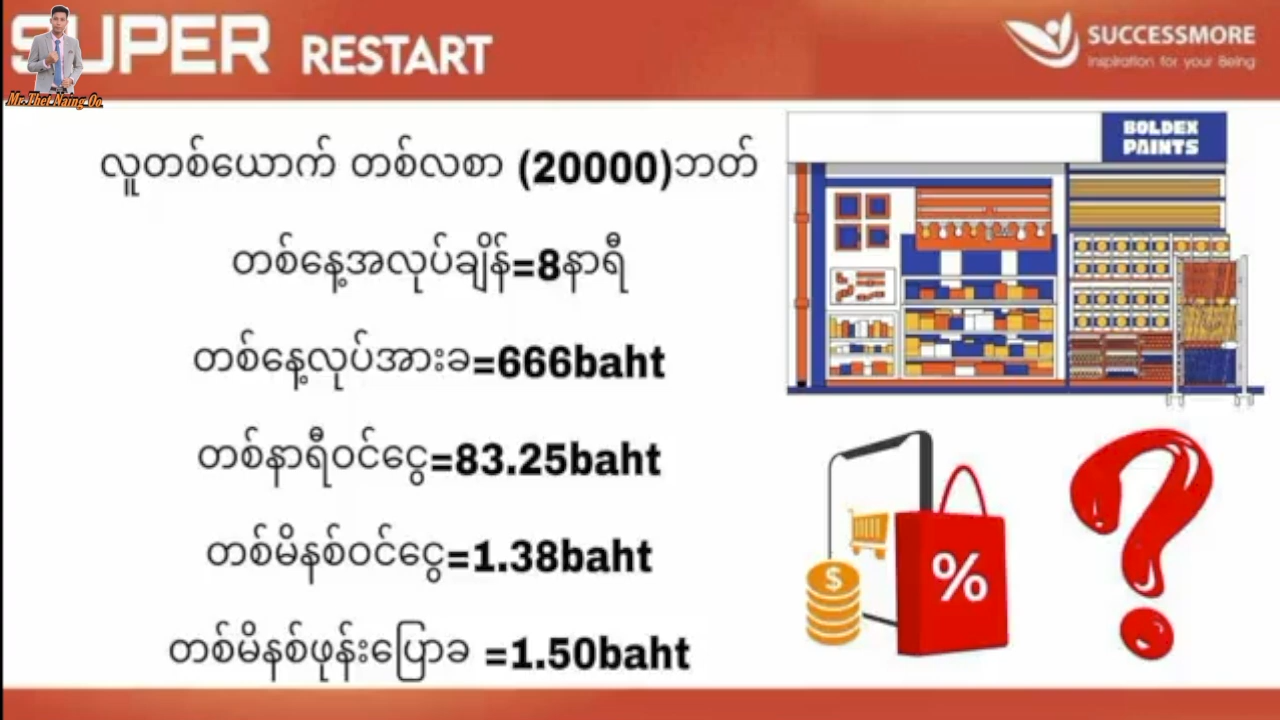 SUPER RESTART
Mr.Thet Naing Oo
SUCCESSMORE
Inspiration for your Being
BOLDEX
PAINTS
လူတစ်ယောက် တစ်လစာ (20000)ဘတ်
တစ်နေ့အလုပ်ချိန်=8နာရီ
တစ်နေ့လုပ်အားခ=666baht
တစ်နာရီဝင်ငွေ=83.25baht
တစ်မိနစ်ဝင်ငွေ=1.38baht
တစ်မိနစ်ဖုန်းပြောခ =1.50baht
$
%
?